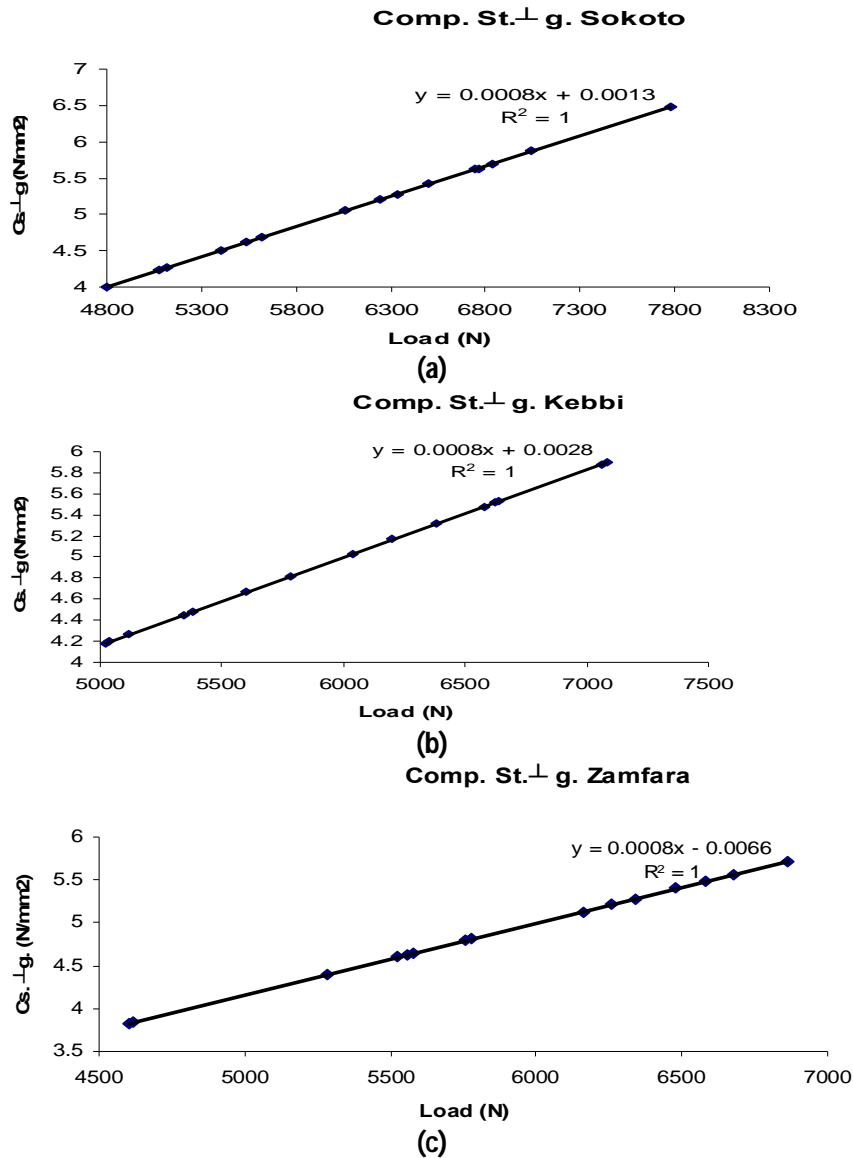 Comp. St.┴ g. Sokoto
7
6.5
6
5.5
5
4.5
4
y = 0.0008x + 0.0013
R² = 1
Cs.┴g (N/mm2)
4800 5300 5800 6300 6800 7300 7800 8300
Load (N)
(a)
Comp. St.┴ g. Kebbi
6
5.8
5.6
5.4
5.2
5
4.8
4.6
4.4
4.2
4
y = 0.0008x + 0.0028
R² = 1
Cs. ┴g (N/mm2)
5000 5500 6000 6500 7000 7500
Load (N)
(b)
Comp. St.┴ g. Zamfara
6
5.5
5
4.5
4
3.5
y = 0.0008x - 0.0066
R² = 1
Cs. ┴g. (N/mm2)
4500 5000 5500 6000 6500 7000
Load (N)
(c)